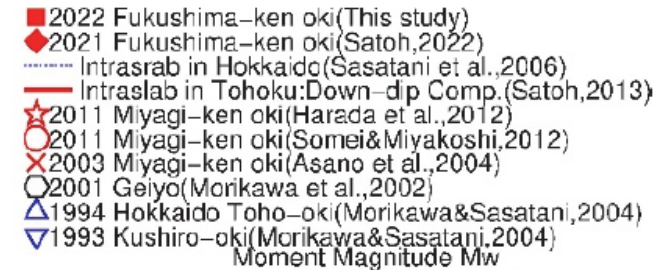 2022 Fukushima−ken oki(This study)
2021 Fukushima−ken oki(Satoh,2022)
Intrasrab in Hokkaido(Sasatani et al.,2006)
Intraslab in Tohoku:Down−dip Comp.(Satoh,2013)
2011 Miyagi−ken oki(Harada et al.,2012)
2011 Miyagi−ken oki(Somei&Miyakoshi,2012)
2003 Miyagi−ken oki(Asano et al.,2004)
2001 Geiyo(Morikawa et al.,2002)
1994 Hokkaido Toho−oki(Morikawa&Sasatani,2004)
1993 Kushiro−oki(Morikawa&Sasatani,2004)
Moment Magnitude Mw